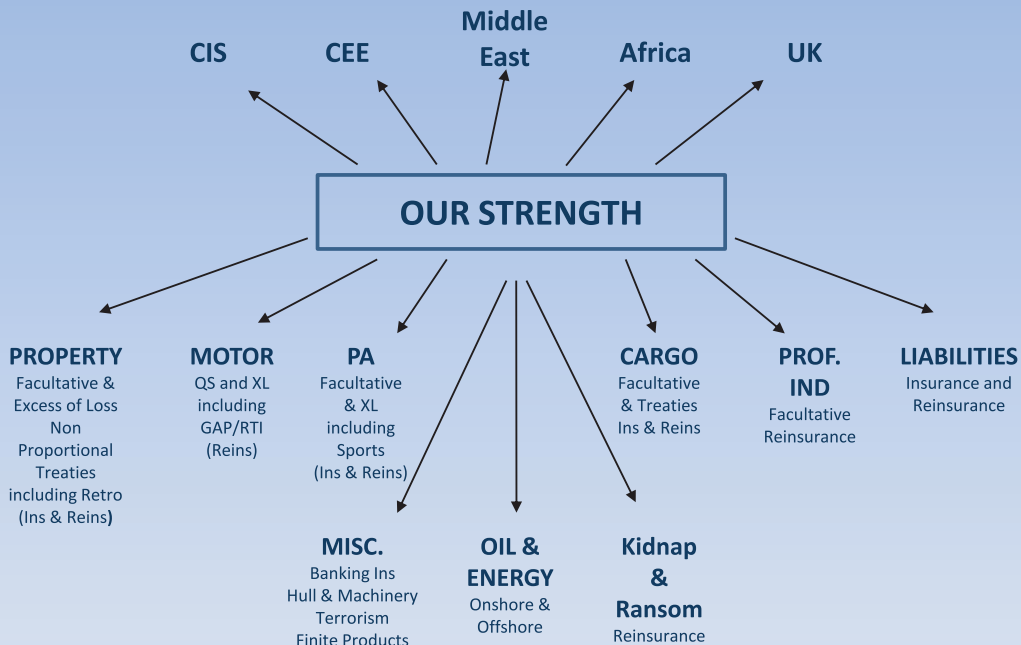 CIS
CEE
Middle
East
Africa
UK
OUR STRENGTH
PROPERTY
Facultative &
Excess of Loss
Non
Proportional
Treaties
including Retro
(Ins & Reins)
MOTOR
QS and XL
including
GAP/RTI
(Reins)
PA
Facultative
& XL
including
Sports
(Ins & Reins)
CARGO
Facultative
& Treaties
Ins & Reins
PROF.
IND
Facultative
Reinsurance
LIABILITIES
Insurance and
Reinsurance
MISC.
Banking Ins
Hull & Machinery
Terrorism
Finite Products
OIL &
ENERGY
Onshore &
Offshore
Kidnap
&
Ransom
Reinsurance